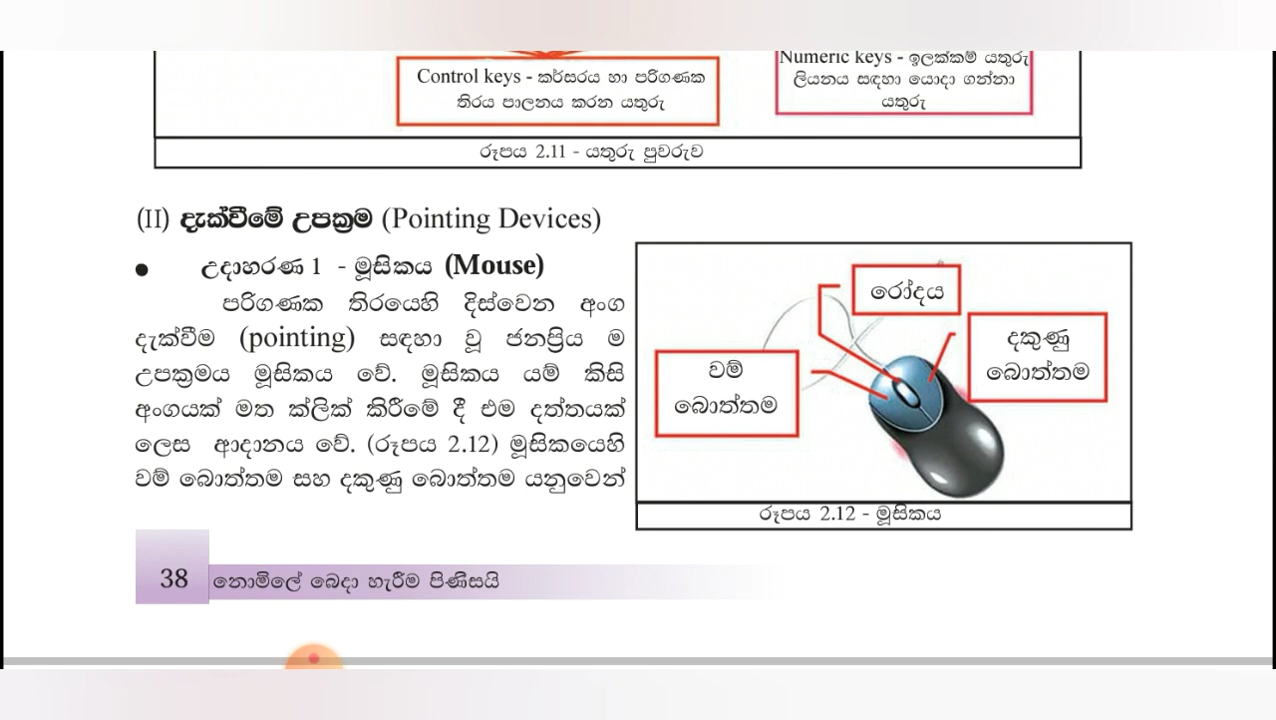 Control keys - කර්සරය හා පරිගණක
තිරය පාලනය කරන යතුරු
Numeric keys - ඉලක්කම් යතුරු
ලියනය සඳහා යොදා ගන්නා
යතුරු
රූපය 2.11 - යතුරු පුවරුව
(II) දැක්වීමේ උපක්‍රම (Pointing Devices)
● උදාහරණ 1 - මූසිකය (Mouse)
පරිගණක තිරයෙහි දිස්වෙන අංග
දැක්වීම (pointing) සඳහා වූ ජනප්‍රිය ම
උපක්‍රමය මූසිකය වේ. මූසිකය යම් කිසි
අංගයක් මත ක්ලික් කිරීමේ දී එම දත්තයක්
ලෙස ආදානය වේ. (රූපය 2.12) මූසිකයෙහි
වම් බොත්තම සහ දකුණු බොත්තම යනුවෙන්
රෝදය
දකුණු
බොත්තම
වම්
බොත්තම
රූපය 2.12 - මූසිකය
38 නොමිලේ බෙදා හැරීම පිණිසයි